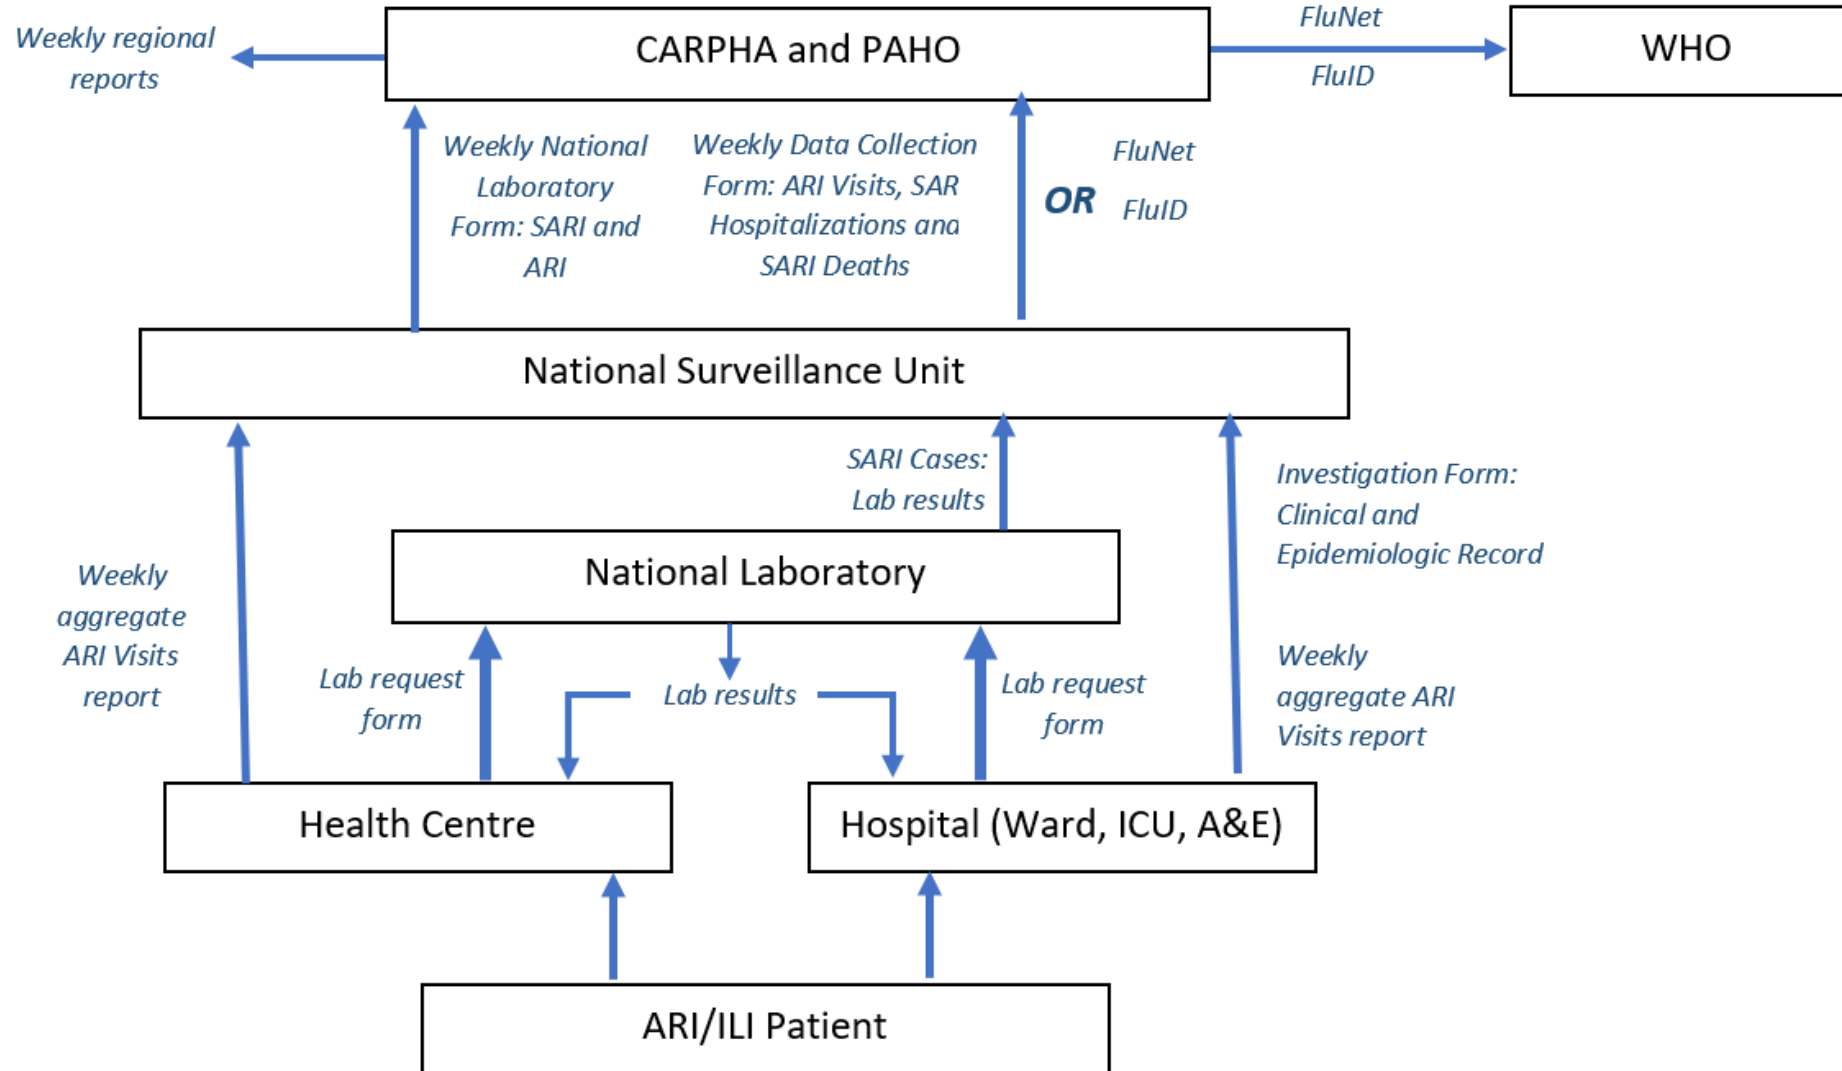 Weekly regional
reports
CARPHA and PAHO
FluNet
FluID
WHO
Weekly National
Laboratory
Form: SARI and
ARI
Weekly Data Collection
Form: ARI Visits, SAR
Hospitalizations and
SARI Deaths
OR
FluNet
FluID
National Surveillance Unit
SARI Cases:
Lab results
Investigation Form:
Clinical and
Epidemiologic Record
National Laboratory
Weekly
aggregate
ARI Visits
report
Lab request
form
Lab results
Lab request
form
Weekly
aggregate ARI
Visits report
Health Centre
Hospital (Ward, ICU, A&E)
ARI/ILI Patient